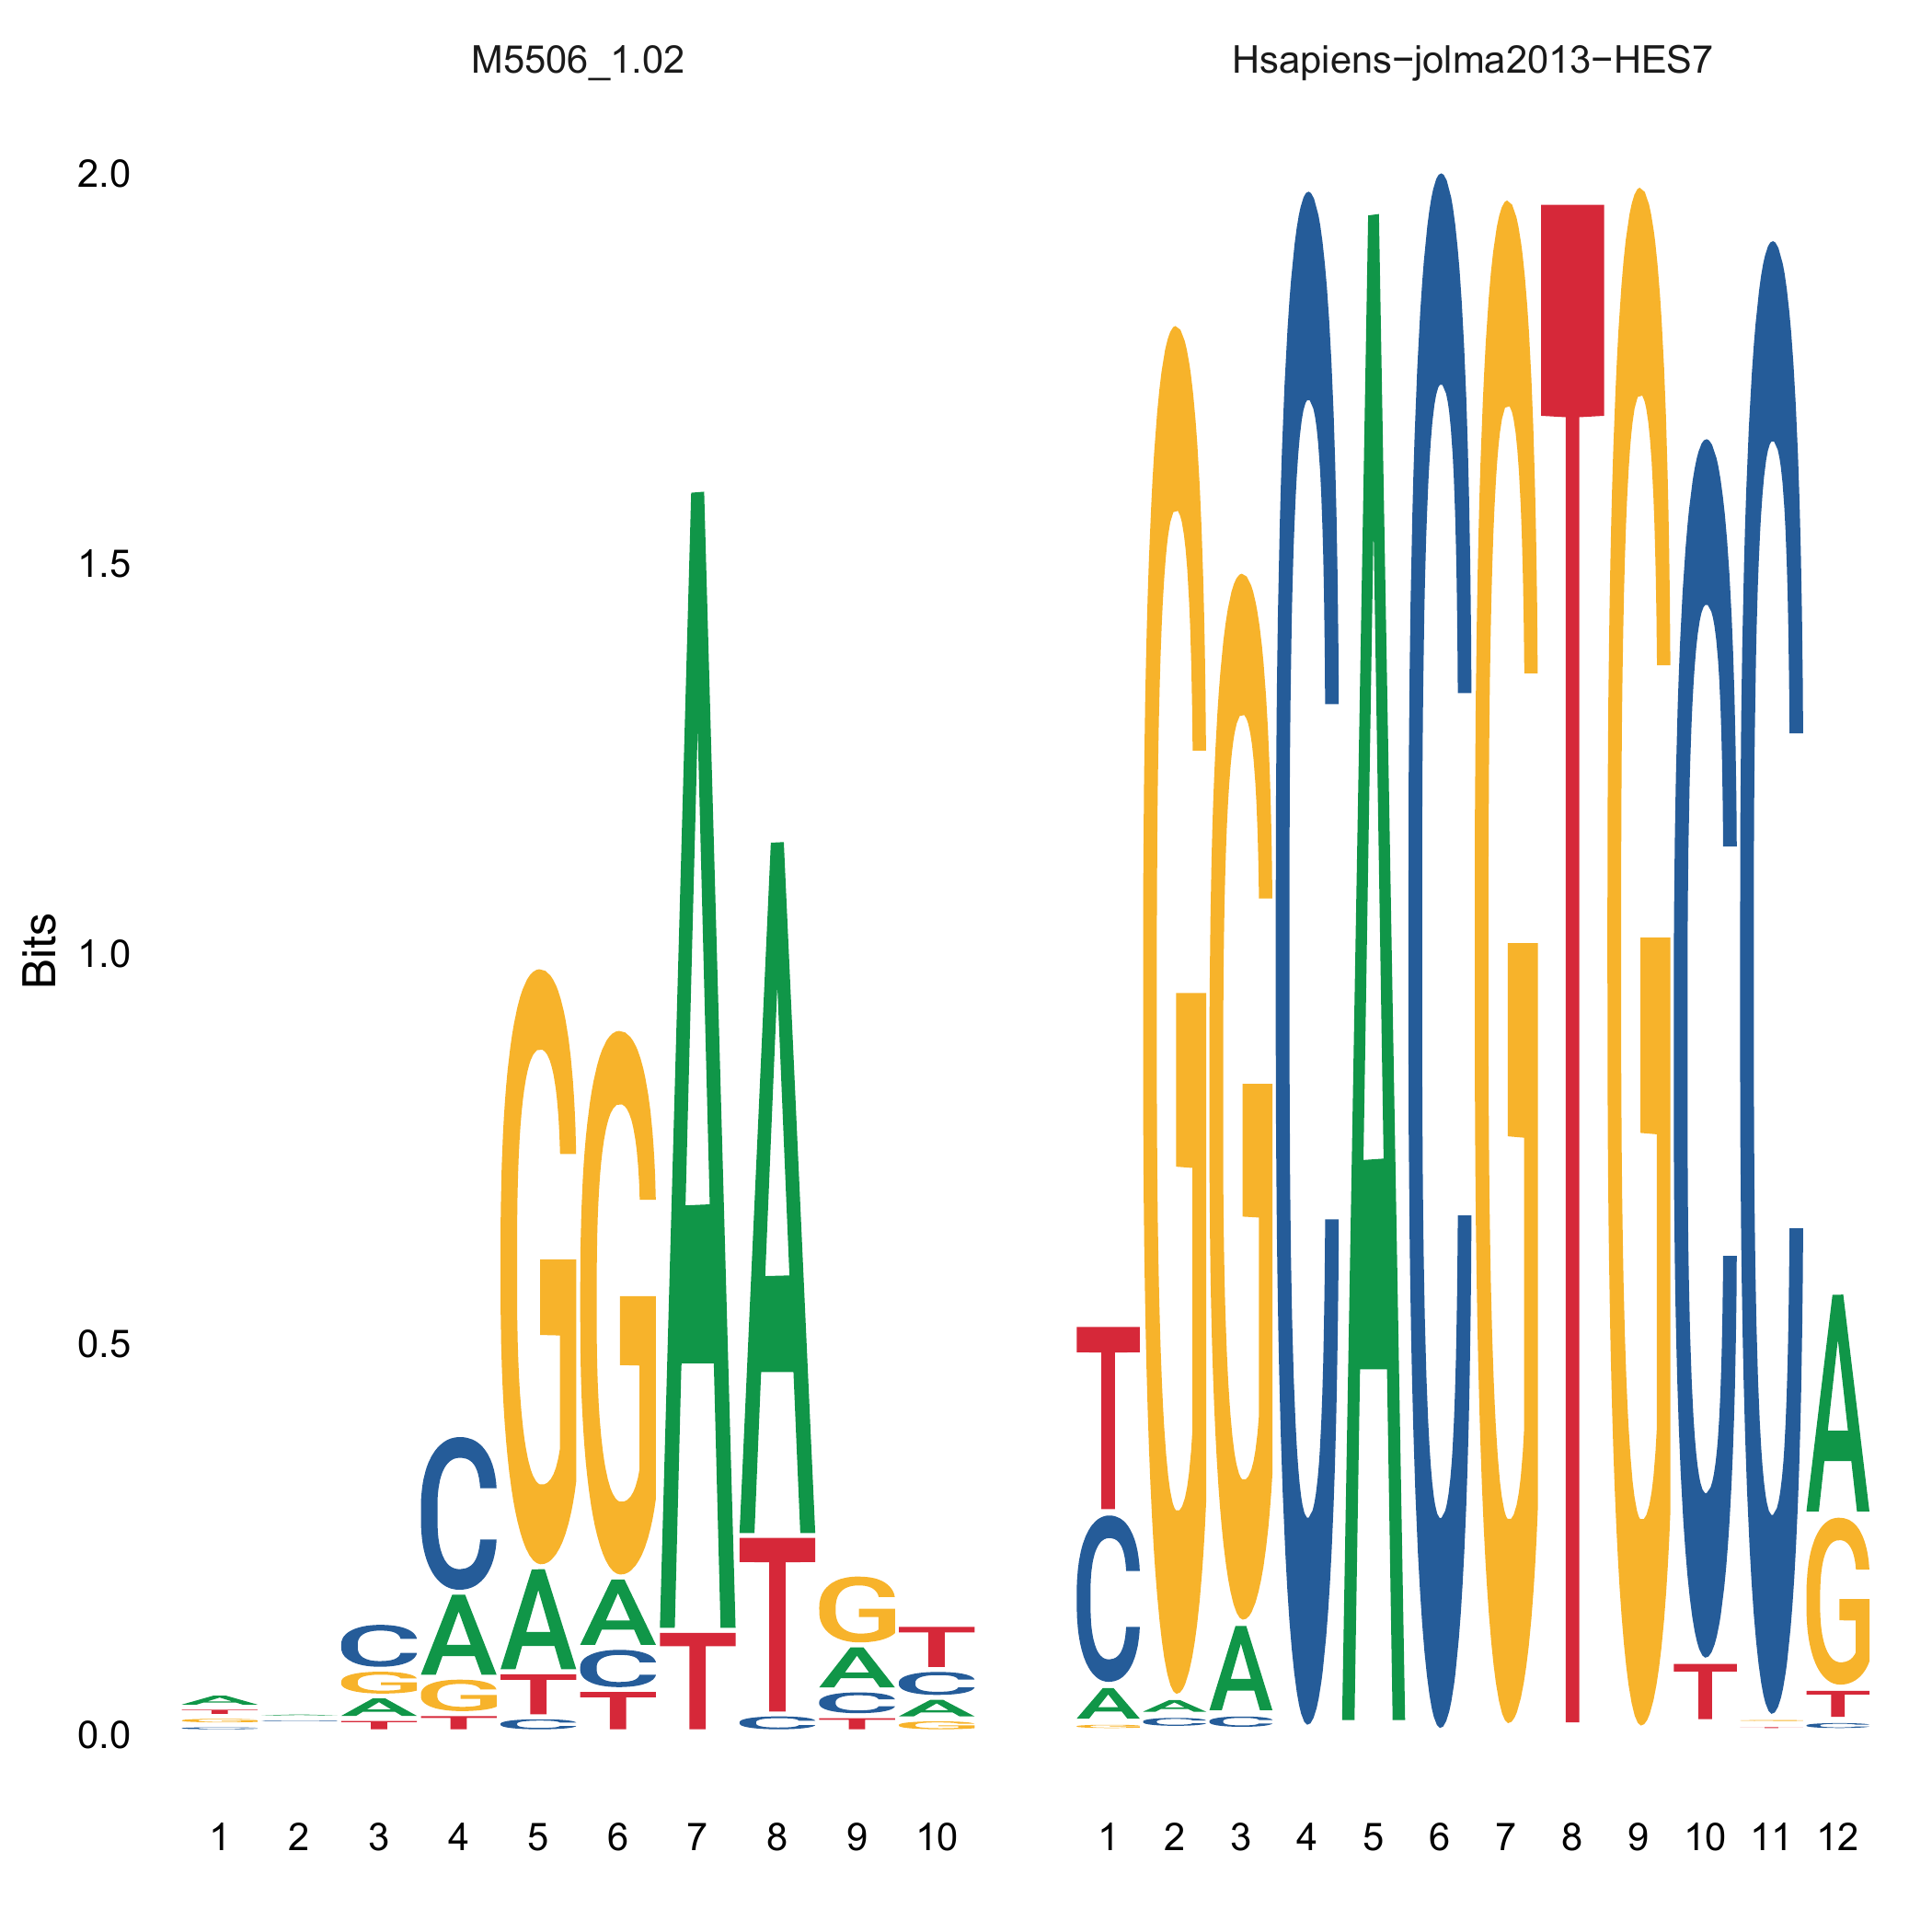 M5506_1.02 Hsapiens−jolma2013−HES7
2.0
1.5
1.0
0.5
0.0
Bits
A T G C
C G A T
C A G T
G A T C
G A C T
A T
A T C
G A C T
T C A G
T C A G
G A C
G A C
C
A
C
G
T
G
C T
C
A G T C
1 2 3 4 5 6 7 8 9 10 1 2 3 4 5 6 7 8 9 10 11 12